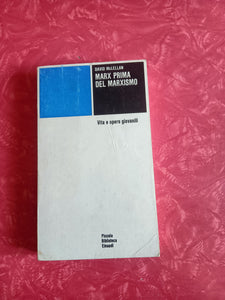 DAVID McLELLAN
MARX PRIMA
DEL MARXISMO
Vita e opere giovanili
Piccola
Biblioteca
Einaudi